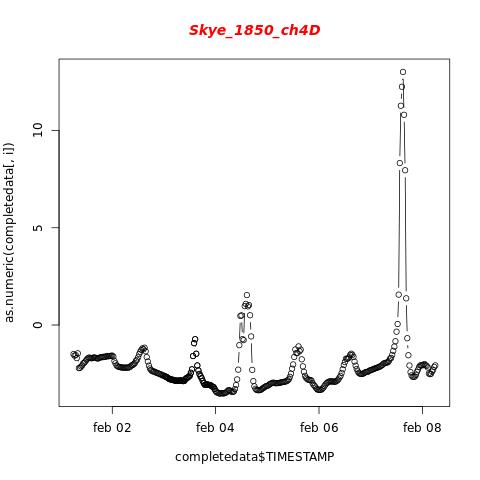 Skye_1850_ch4D
as.numeric(completedata[, i])
10
5
0
feb 02
feb 04
feb 06
feb 08
completedata$TIMESTAMP